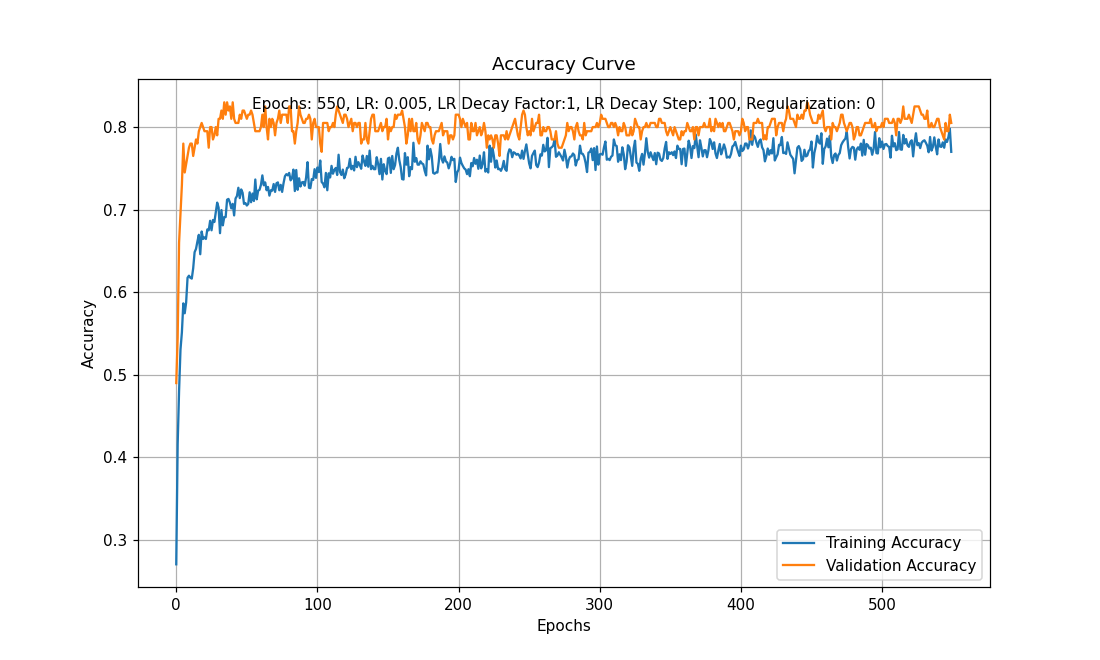 Accuracy Curve
Epochs: 550, LR: 0.005, LR Decay Factor:1, LR Decay Step: 100, Regularization: 0
Accuracy
0.8
0.7
0.6
0.5
0.4
0.3
Training Accuracy
Validation Accuracy
0 100 200 300 400 500
Epochs